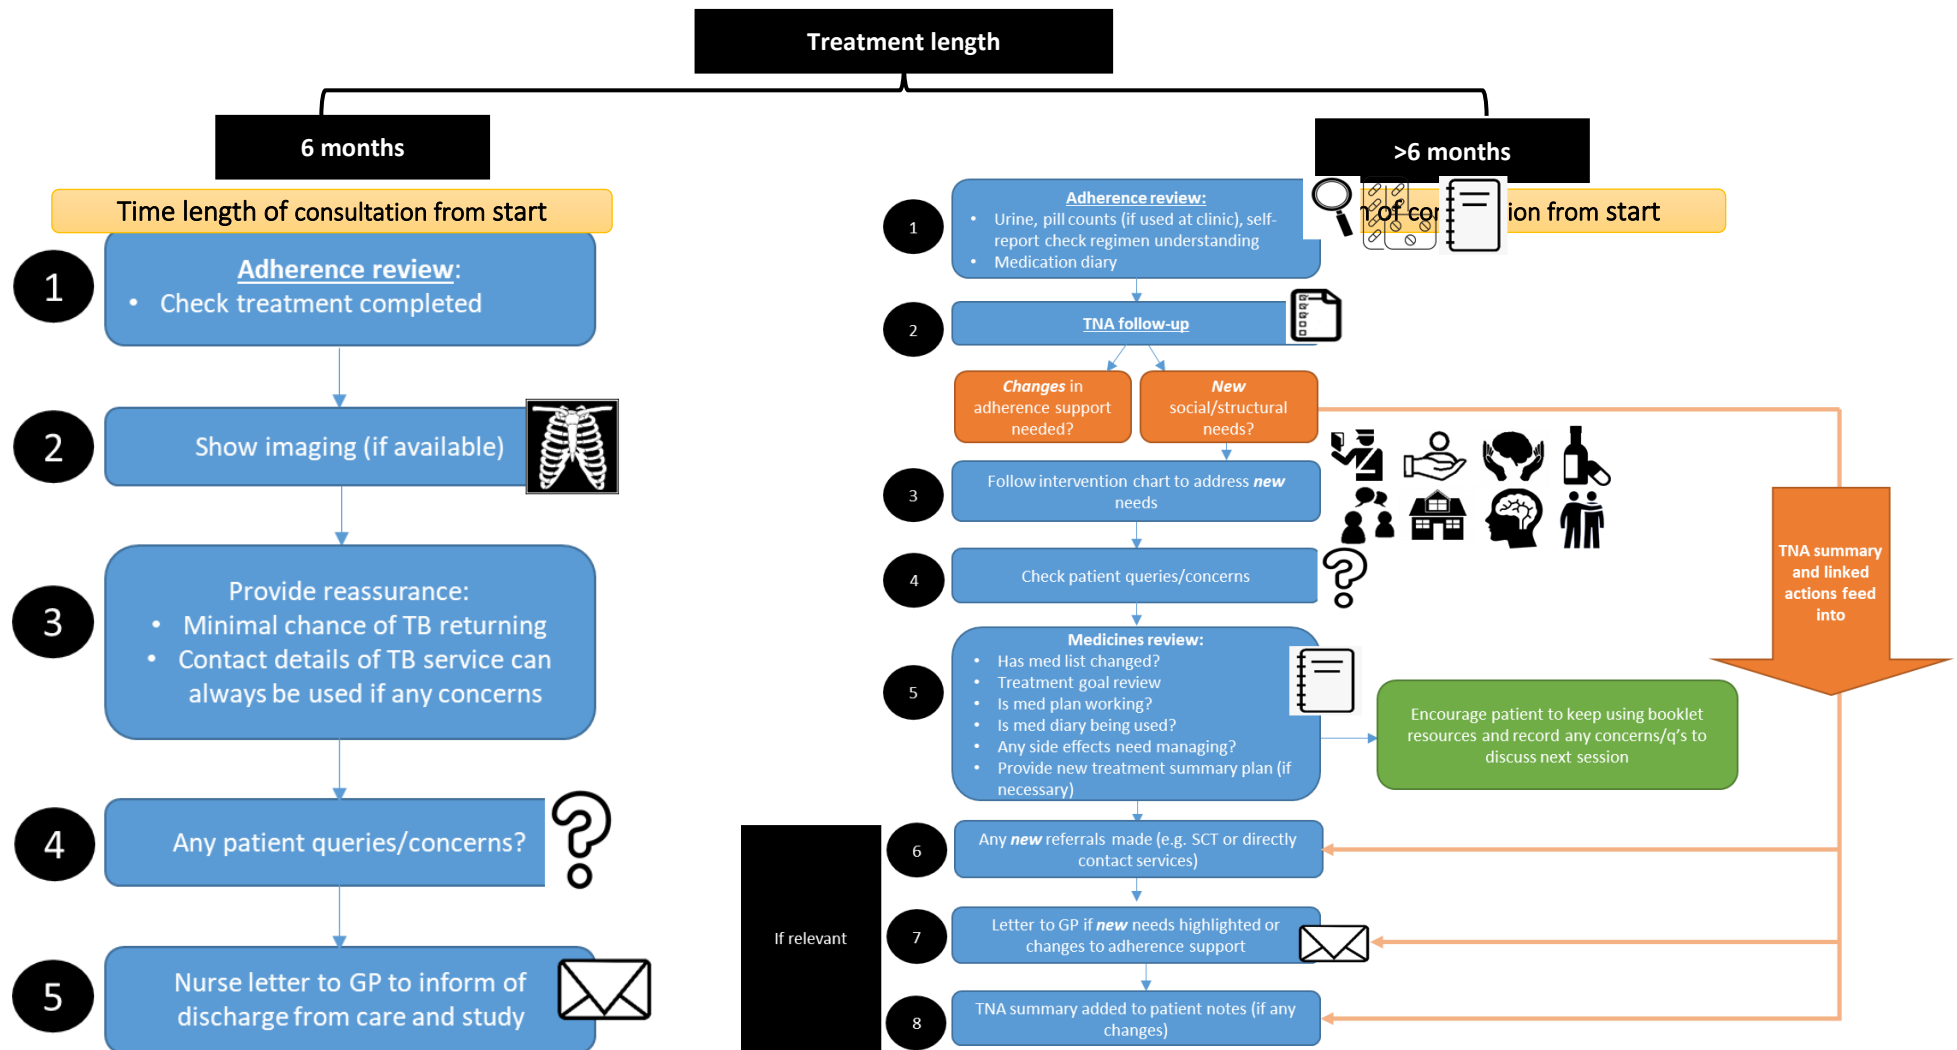 Treatment length
6 months
Time length of consultation from start
1
Adherence review:
• Check treatment completed
2
Show imaging (if available)
3
Provide reassurance:
• Minimal chance of TB returning
• Contact details of TB service can
always be used if any concerns
4
Any patient queries/concerns?
5
Nurse letter to GP to inform of
discharge from care and study
>6 months
of con
ion from start
1
Adherence review:
• Urine, pill counts (if used at clinic), self-
report check regimen understanding
• Medication diary
2
TNA follow-up
Changes in
adherence support
needed?
New
social/structural
needs?
3
Follow intervention chart to address new
needs
4
Check patient queries/concerns
5
Medicines review:
• Has med list changed?
• Treatment goal review
• Is med plan working?
• Is med diary being used?
• Any side effects need managing?
• Provide new treatment summary plan (if
necessary)
Encourage patient to keep using booklet
resources and record any concerns/q's to
discuss next session
TNA summary
and linked
actions feed
into
If relevant
6
Any new referrals made (e.g. SCT or directly
contact services)
7
Letter to GP if new needs highlighted or
changes to adherence support
8
TNA summary added to patient notes (if any
changes)